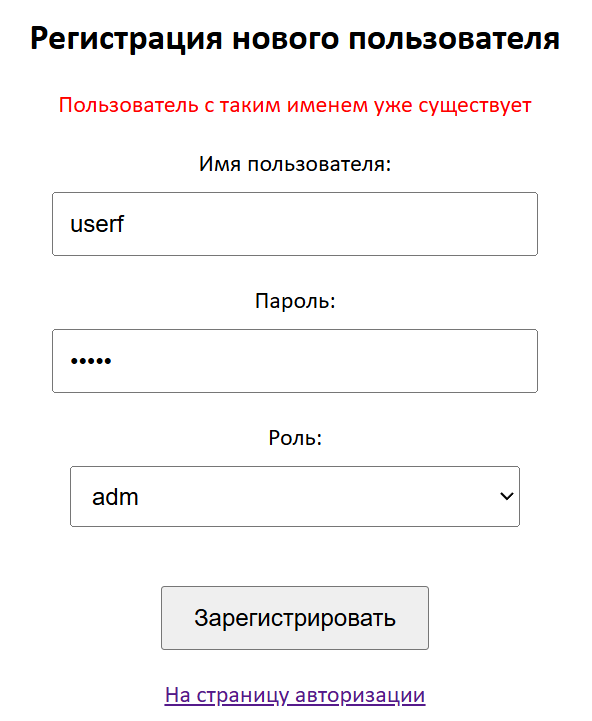 Регистрация нового пользователя
Пользователь с таким именем уже существует
Имя пользователя:
userf
Пароль:
•••••
Роль:
adm
Зарегистрировать
На страницу авторизации